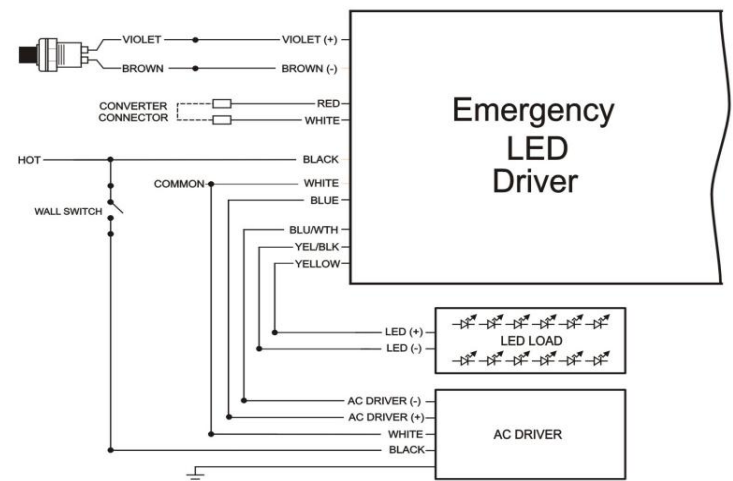 VIOLET VIOLET (+)
BROWN BROWN (-)
CONVERTER
CONNECTOR
RED
WHITE
HOT BLACK
COMMON WHITE
BLUE
WALL SWITCH
BLU/WTH
YEL/BLK
YELLOW
Emergency
LED
Driver
LED (+)
LED (-)
LED LOAD
AC DRIVER (-)
AC DRIVER (+)
WHITE
BLACK
AC DRIVER